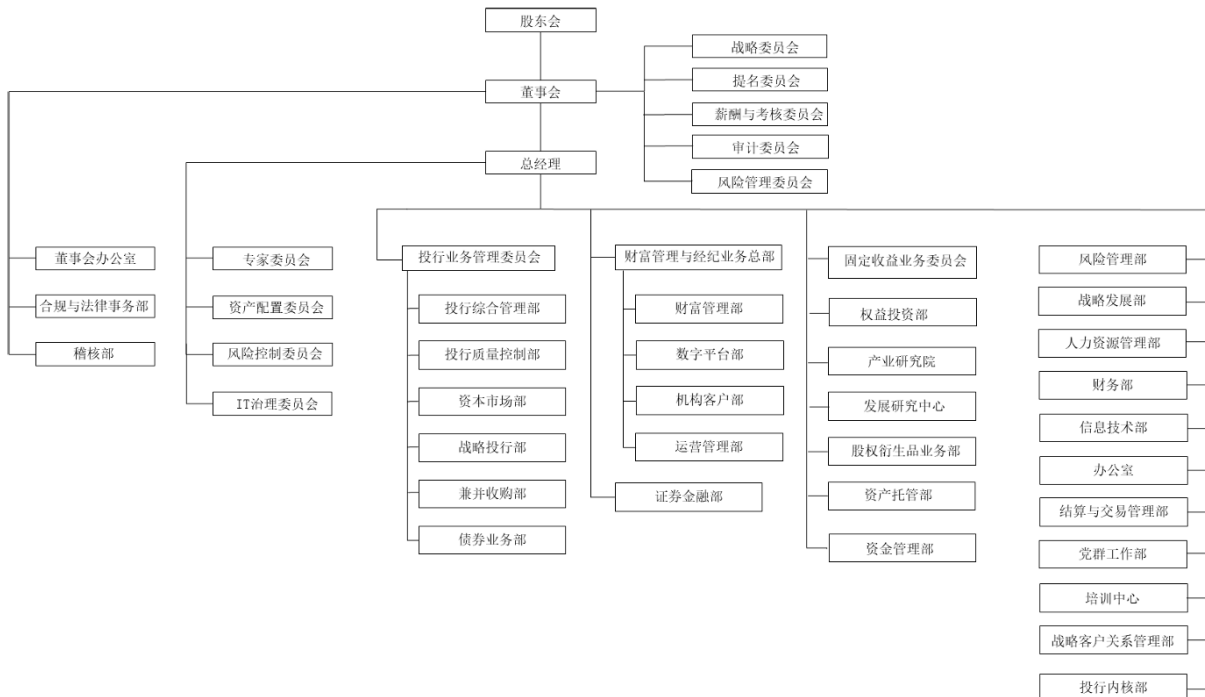 股东会
董事会
总经理
战略委员会
提名委员会
薪酬与考核委员会
审计委员会
风险管理委员会
董事会办公室
合规与法律事务部
稽核部
专家委员会
资产配置委员会
风险控制委员会
IT治理委员会
投行业务管理委员会
投行综合管理部
投行质量控制部
资本市场部
战略投行部
兼并收购部
债券业务部
财富管理与经纪业务总部
财富管理部
数字平台部
机构客户部
运营管理部
证券金融部
固定收益业务委员会
权益投资部
产业研究院
发展研究中心
股权衍生品业务部
资产托管部
资金管理部
风险管理部
战略发展部
人力资源管理部
财务部
信息技术部
办公室
结算与交易管理部
党群工作部
培训中心
战略客户关系管理部
投行内核部